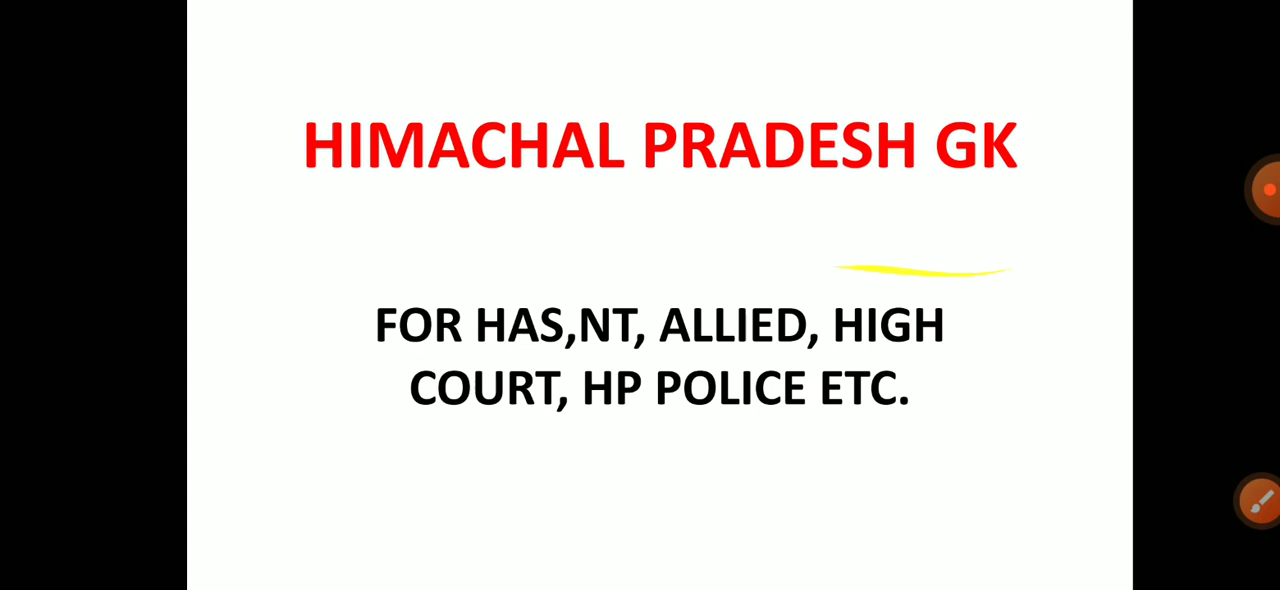 HIMACHAL PRADESH GK
FOR HAS,NT, ALLIED, HIGH
COURT, HP POLICE ETC.